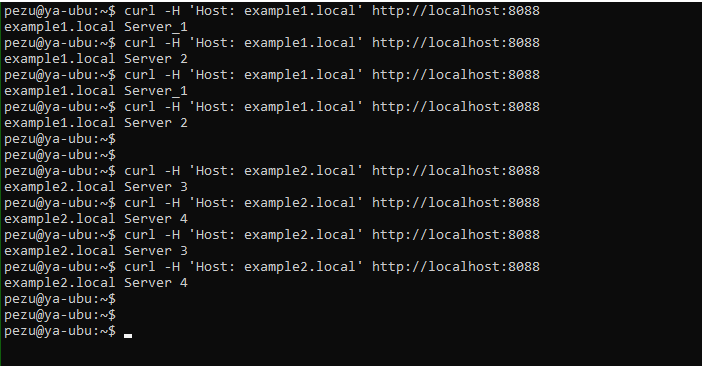 pezu@ya-ubu:~$ curl -H 'Host: example1.local' http://localhost:8088
example1.local Server_1
pezu@ya-ubu:~$ curl -H 'Host: example1.local' http://localhost:8088
example1.local Server 2
pezu@ya-ubu:~$ curl -H 'Host: example1.local' http://localhost:8088
example1.local Server_1
pezu@ya-ubu:~$ curl -H 'Host: example1.local' http://localhost:8088
example1.local Server 2
pezu@ya-ubu:~$
pezu@ya-ubu:~$
pezu@ya-ubu:~$ curl -H 'Host: example2.local' http://localhost:8088
example2.local Server 3
pezu@ya-ubu:~$ curl -H 'Host: example2.local' http://localhost:8088
example2.local Server 4
pezu@ya-ubu:~$ curl -H 'Host: example2.local' http://localhost:8088
example2.local Server 3
pezu@ya-ubu:~$ curl -H 'Host: example2.local' http://localhost:8088
example2.local Server 4
pezu@ya-ubu:~$
pezu@ya-ubu:~$
pezu@ya-ubu:~$